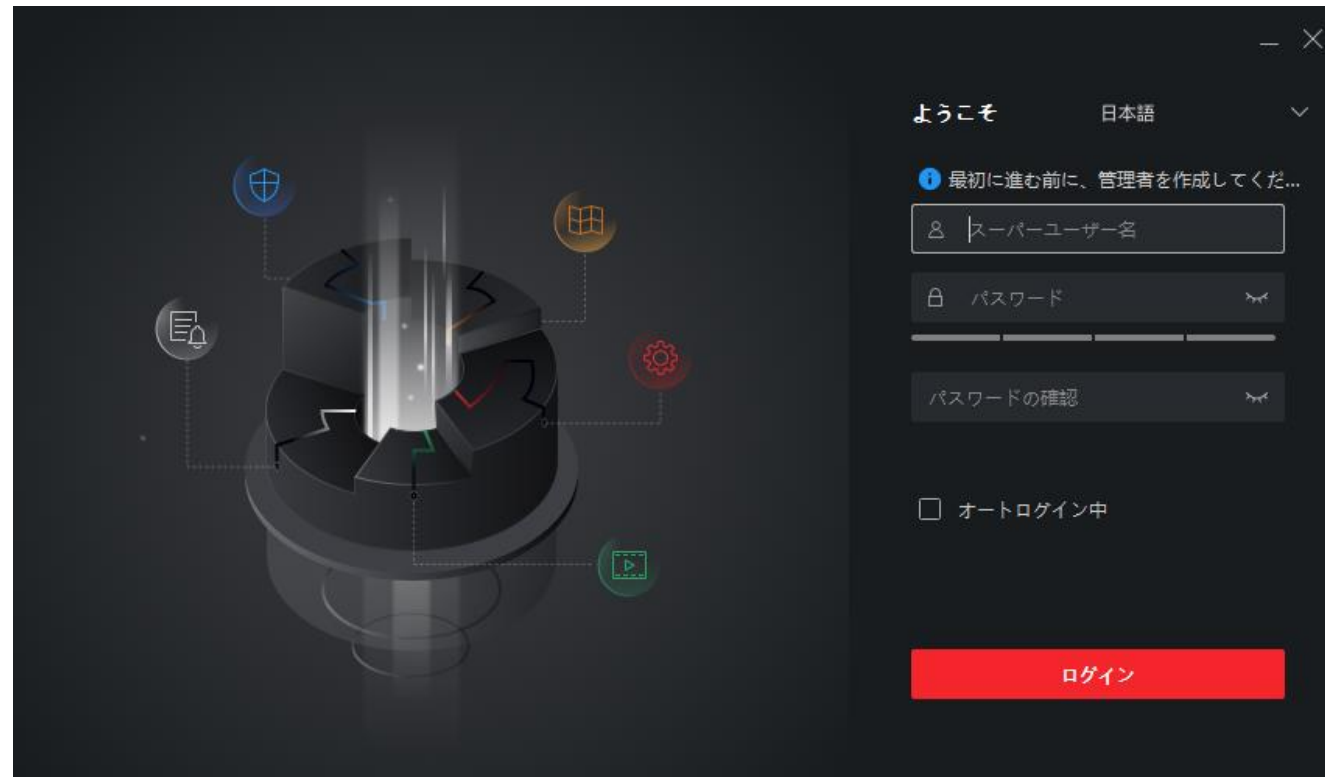 ようこそ
日本語
最初に進む前に、管理者を作成してくだ...
スーパーユーザー名
パスワード
パスワードの確認
オートログイン中
ログイン